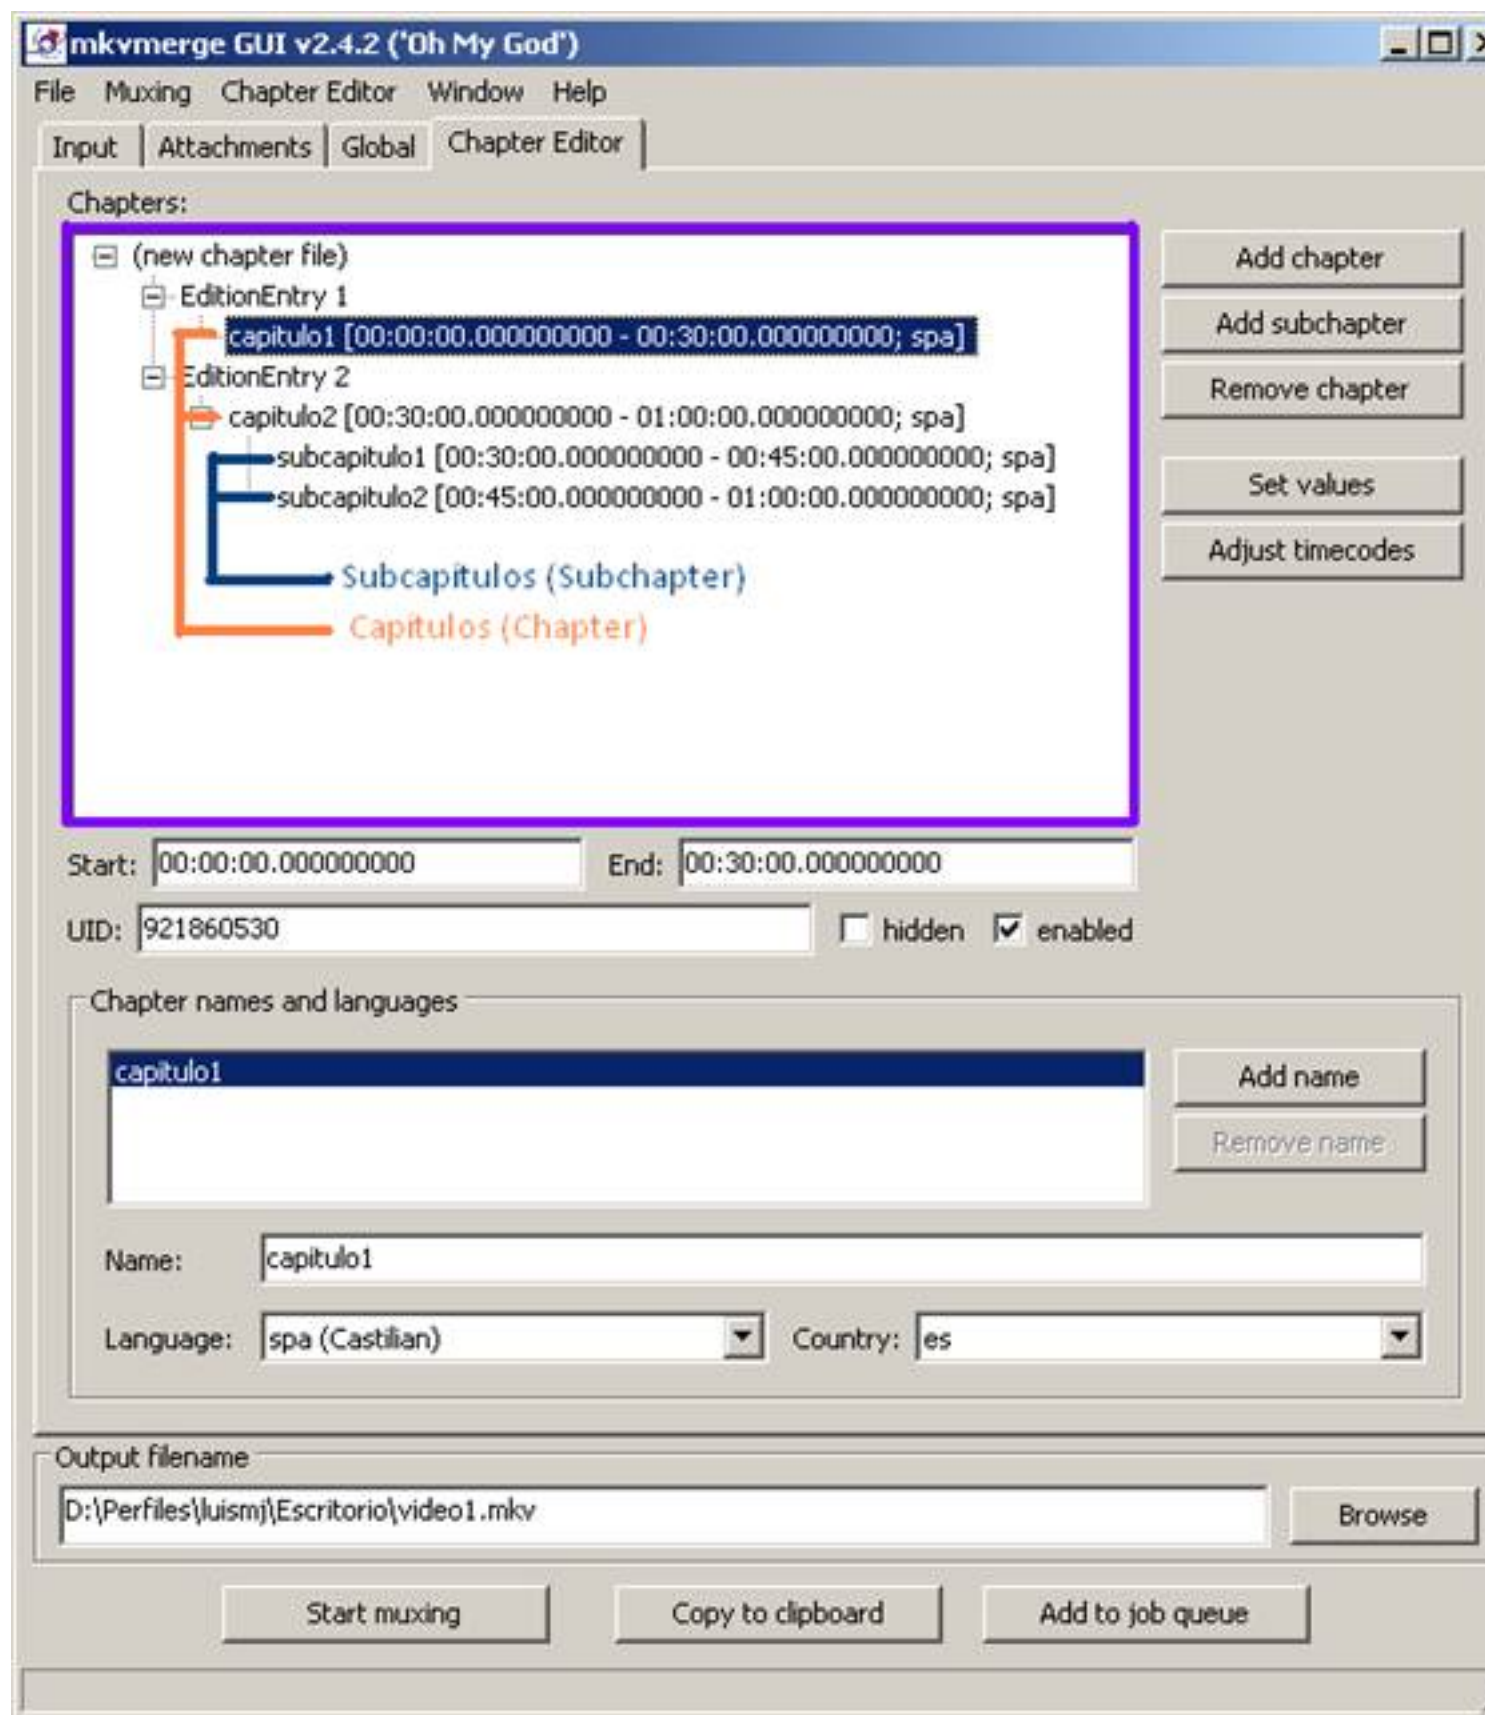 mkvmerge GUI v2.4.2 ('Oh My God')
File Muxing Chapter Editor Window Help
Input Attachments Global Chapter Editor
Chapters:
(new chapter file)
EditionEntry 1
capitulo1 [00:00:00.000000000 - 00:30:00.000000000; spa]
EditionEntry 2
capitulo2 [00:30:00.000000000 - 01:00:00.000000000; spa]
subcapitulo1 [00:30:00.000000000 - 00:45:00.000000000; spa]
subcapitulo2 [00:45:00.000000000 - 01:00:00.000000000; spa]
Subcapitulos (Subchapter)
Capitulos (Chapter)
Add chapter
Add subchapter
Remove chapter
Set values
Adjust timecodes
Start: 00:00:00.000000000 End: 00:30:00.000000000
UID: 921860530 hidden enabled
Chapter names and languages
capitulo1
Add name
Remove name
Name: capitulo1
Language: spa (Castilian) Country: es
Output filename
D:\Perfiles\luismj\Escritorio\video1.mkv
Browse
Start muxing Copy to clipboard Add to job queue